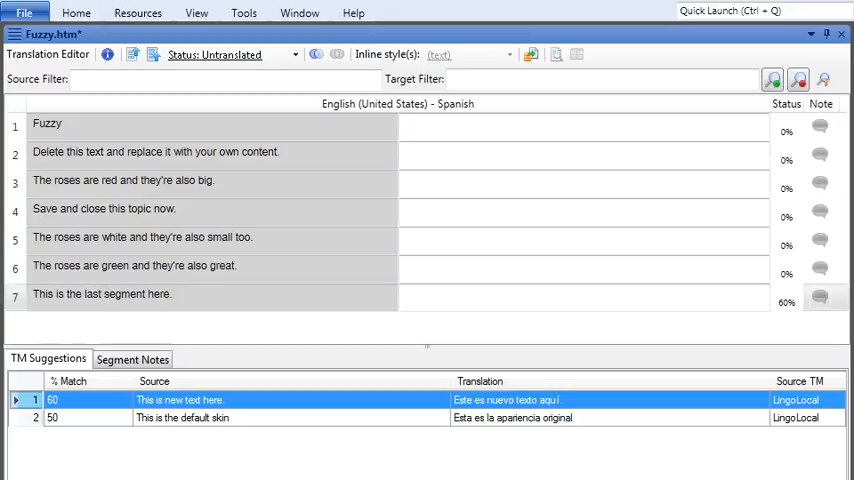 File Home Resources View Tools Window Help Quick Launch (Ctrl + Q)
Fuzzy.htm*
Translation Editor Status: Untranslated Inline style(s): (text)
Source Filter: Target Filter:
English (United States) - Spanish Status Note
1 Fuzzy 0%
2 Delete this text and replace it with your own content. 0%
3 The roses are red and they're also big. 0%
4 Save and close this topic now. 0%
5 The roses are white and they're also small too. 0%
6 The roses are green and they're also great. 0%
7 This is the last segment here. 60%
TM Suggestions Segment Notes
% Match Source Translation Source TM
1 60 This is new text here. Este es nuevo texto aquí. LingoLocal
2 50 This is the default skin Esta es la apariencia original LingoLocal